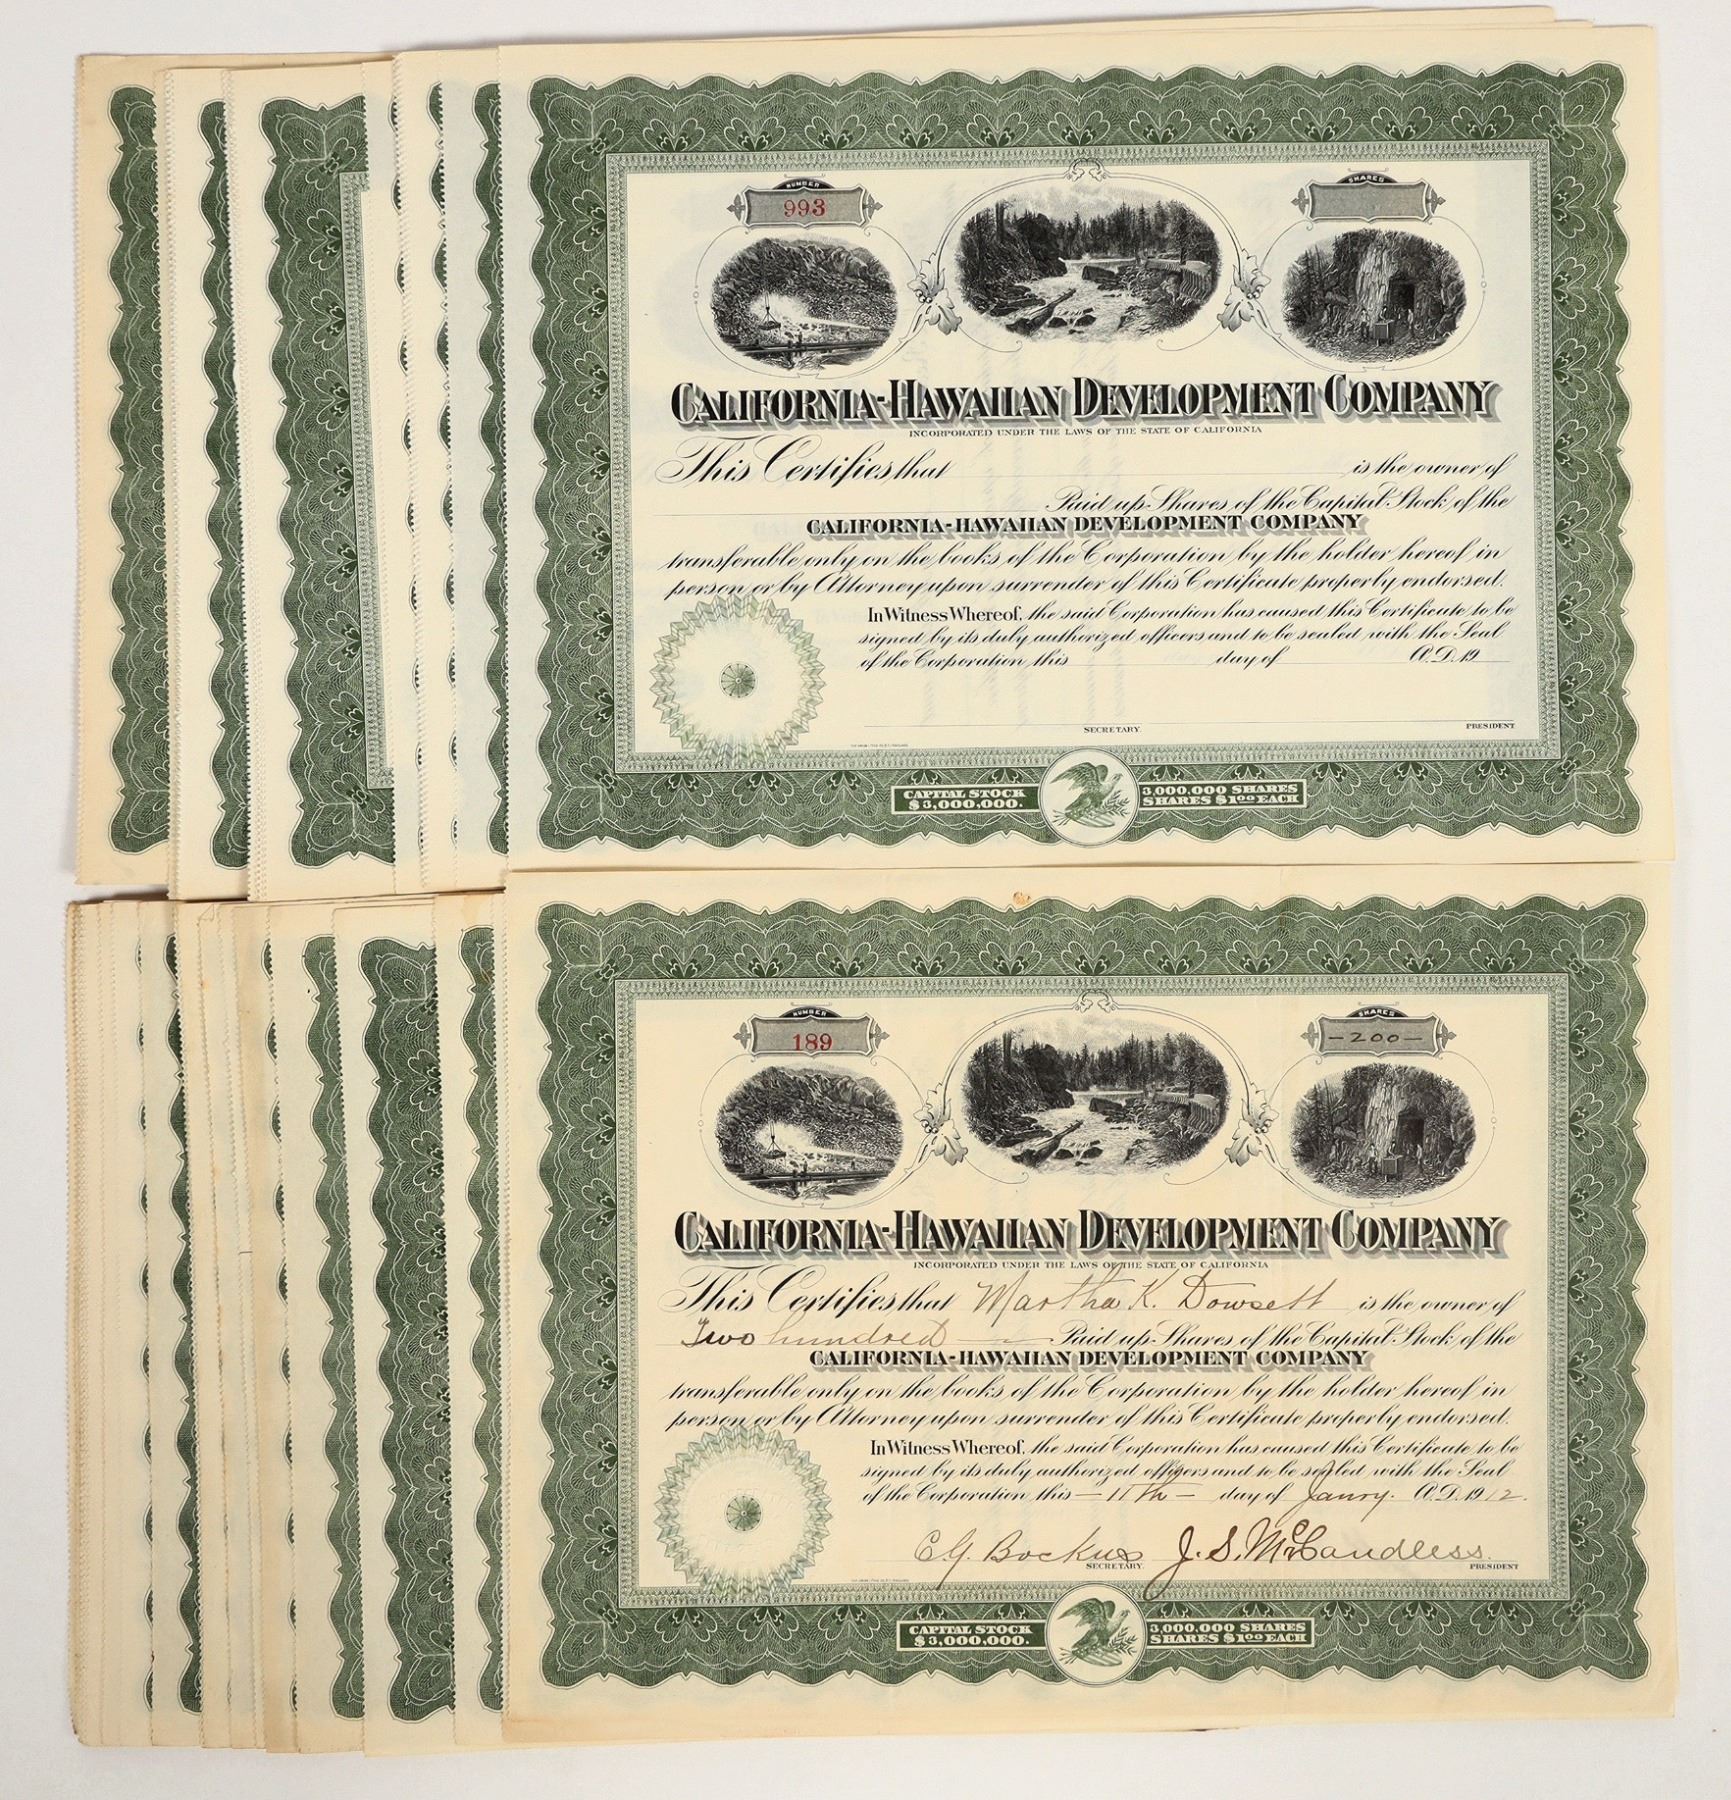 NUMBER
993
SHARES
CALIFORNIA-HAWAIIAN DEVELOPMENT COMPANY
INCORPORATED UNDER THE LAWS OF THE STATE OF CALIFORNIA
This Certifies that is the owner of
Paid up Shares of the Capital Stock of the
CALIFORNIA-HAWAIIAN DEVELOPMENT COMPANY
transferable only on the books of the Corporation by the holder hereof in
person or by Attorney upon surrender of this Certificate properly endorsed.
In Witness Whereof, the said Corporation has caused this Certificate to be
signed by its duly authorized officers and to be sealed with the Seal
of the Corporation this day of A.D. 19
SECRETARY. PRESIDENT
CAPITAL STOCK
$3,000,000.
3,000,000 SHARES
SHARES $1.00 EACH
NUMBER
189
SHARES
-200-
CALIFORNIA-HAWAIIAN DEVELOPMENT COMPANY
INCORPORATED UNDER THE LAWS OF THE STATE OF CALIFORNIA
This Certifies that Martha K. Dowsett is the owner of
Two hundred Paid up Shares of the Capital Stock of the
CALIFORNIA-HAWAIIAN DEVELOPMENT COMPANY
transferable only on the books of the Corporation by the holder hereof in
person or by Attorney upon surrender of this Certificate properly endorsed.
In Witness Whereof, the said Corporation has caused this Certificate to be
signed by its duly authorized officers and to be sealed with the Seal
of the Corporation this - 11th - day of Janry. A.D. 1912.
C G. Bockus J. S. McCandless.
SECRETARY. PRESIDENT
CAPITAL STOCK
$3,000,000.
3,000,000 SHARES
SHARES $1.00 EACH